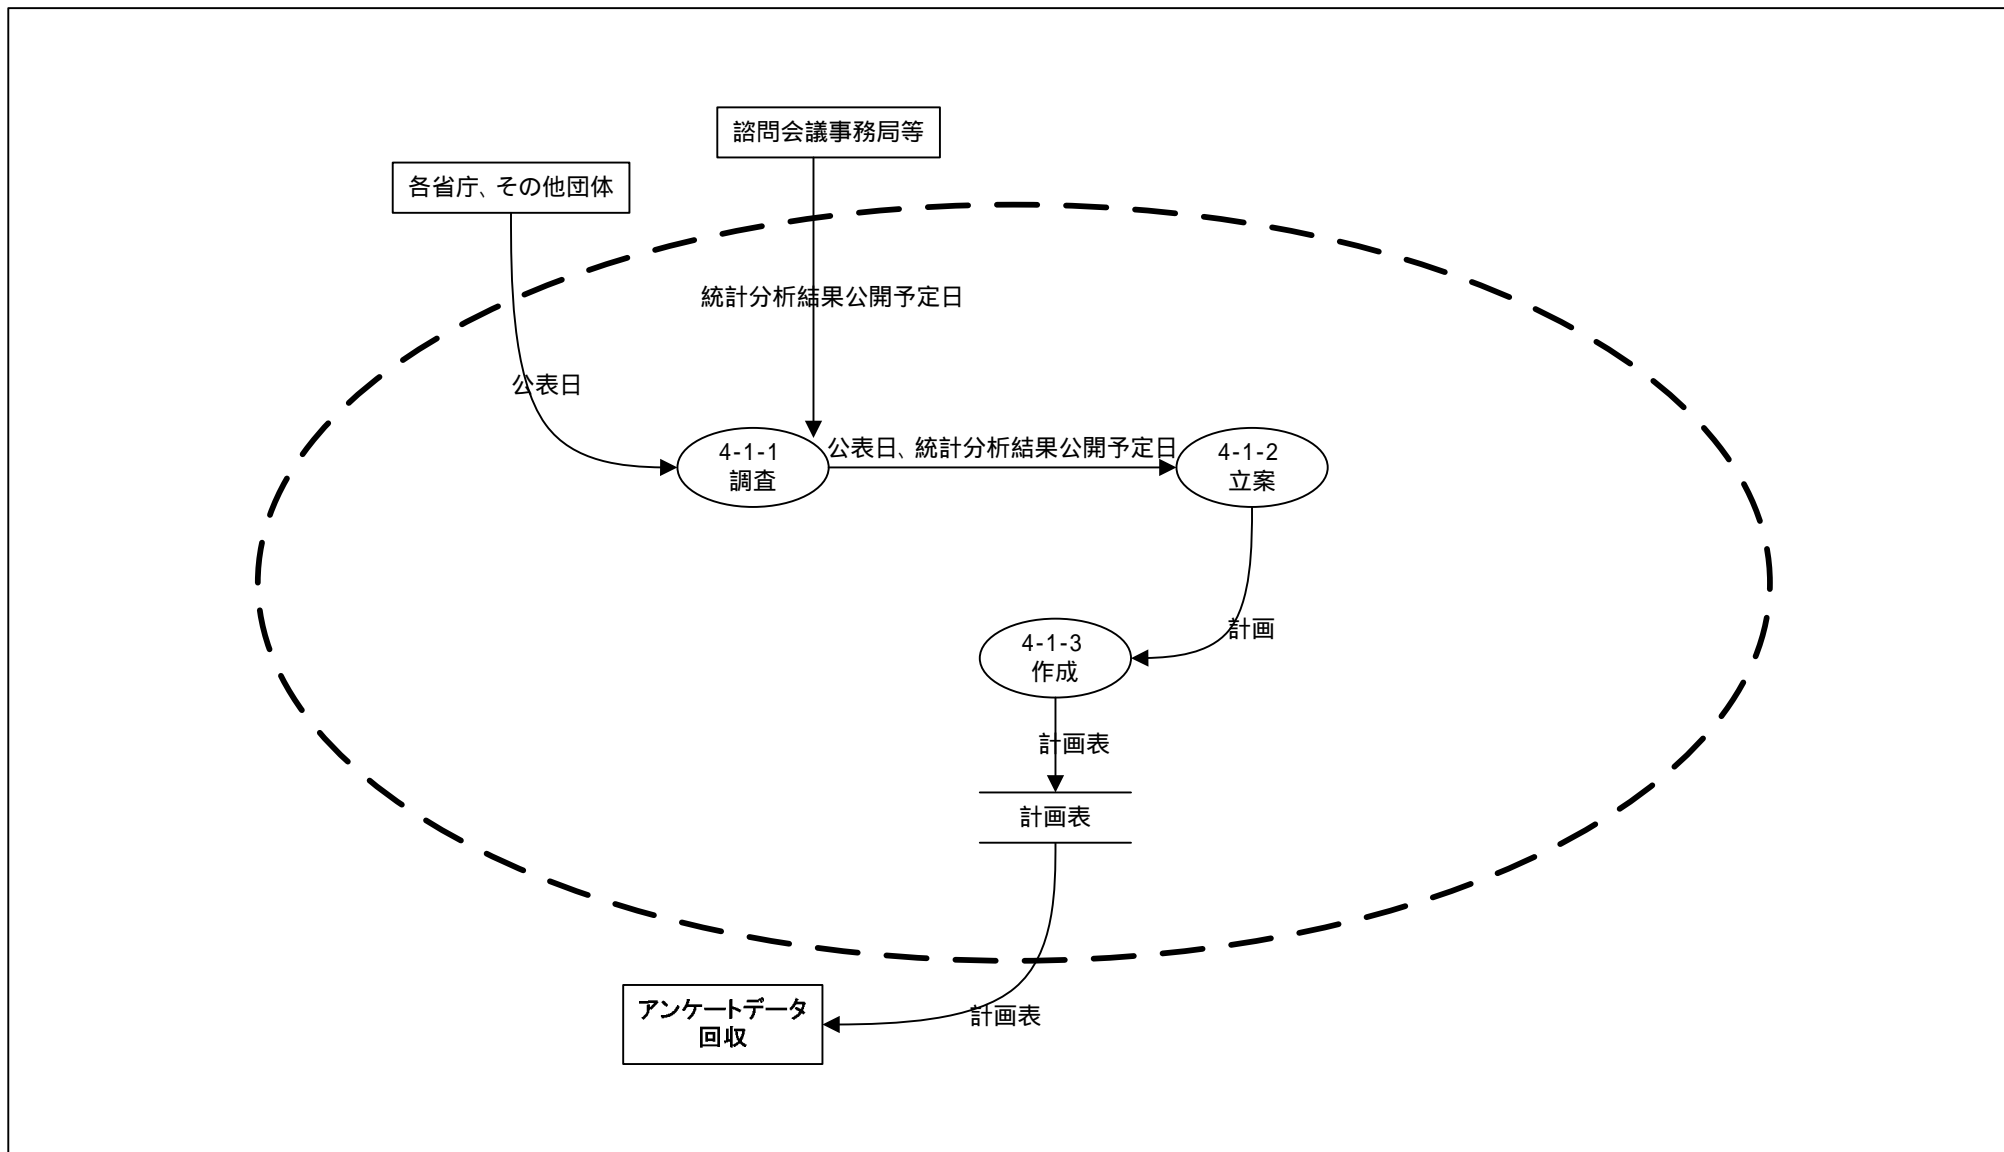 諮問会議事務局等
各省庁、その他団体
統計分析結果公開予定日
公表日
4-1-1
調査
公表日、統計分析結果公開予定日
4-1-2
立案
計画
4-1-3
作成
計画表
計画表
計画表
アンケートデータ
回収